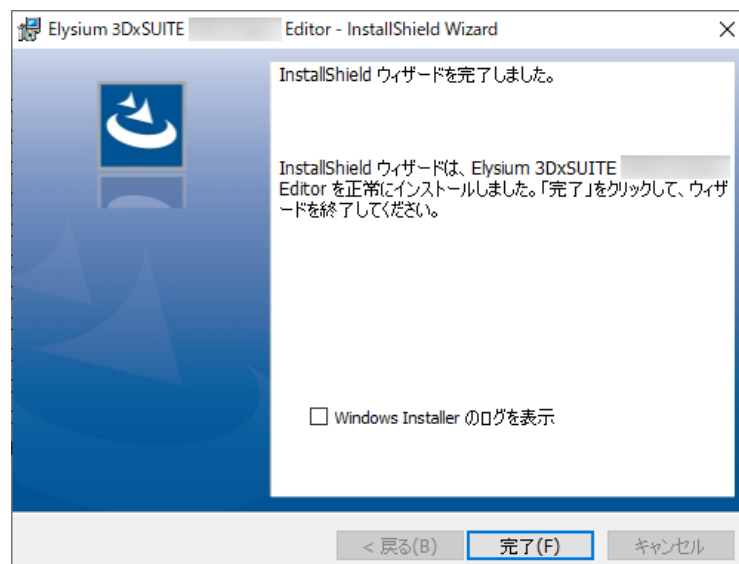 Elysium 3DxSUITE Editor - InstallShield Wizard
InstallShield ウィザードを完了しました。
InstallShield ウィザードは、Elysium 3DxSUITE
Editor を正常にインストールしました。「完了」をクリックして、ウィザ
ードを終了してください。
Windows Installer のログを表示
< 戻る(B)
完了(F)
キャンセル